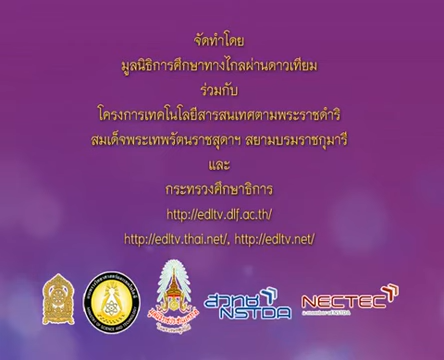 จัดทำโดย
มูลนิธิการศึกษาทางไกลผ่านดาวเทียม
ร่วมกับ
โครงการเทคโนโลยีสารสนเทศตามพระราชดำริ
สมเด็จพระเทพรัตนราชสุดาฯ สยามบรมราชกุมารี
และ
กระทรวงศึกษาธิการ
http://edltv.dlf.ac.th/
http://edltv.thai.net/, http://edltv.net/
สวทช NECTEC
NSTDA a member of NSTDA